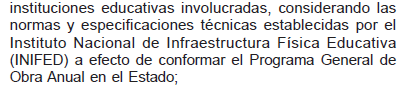 instituciones educativas involucradas, considerando las
normas y especificaciones técnicas establecidas por el
Instituto Nacional de Infraestructura Física Educativa
(INIFED) a efecto de conformar el Programa General de
Obra Anual en el Estado;